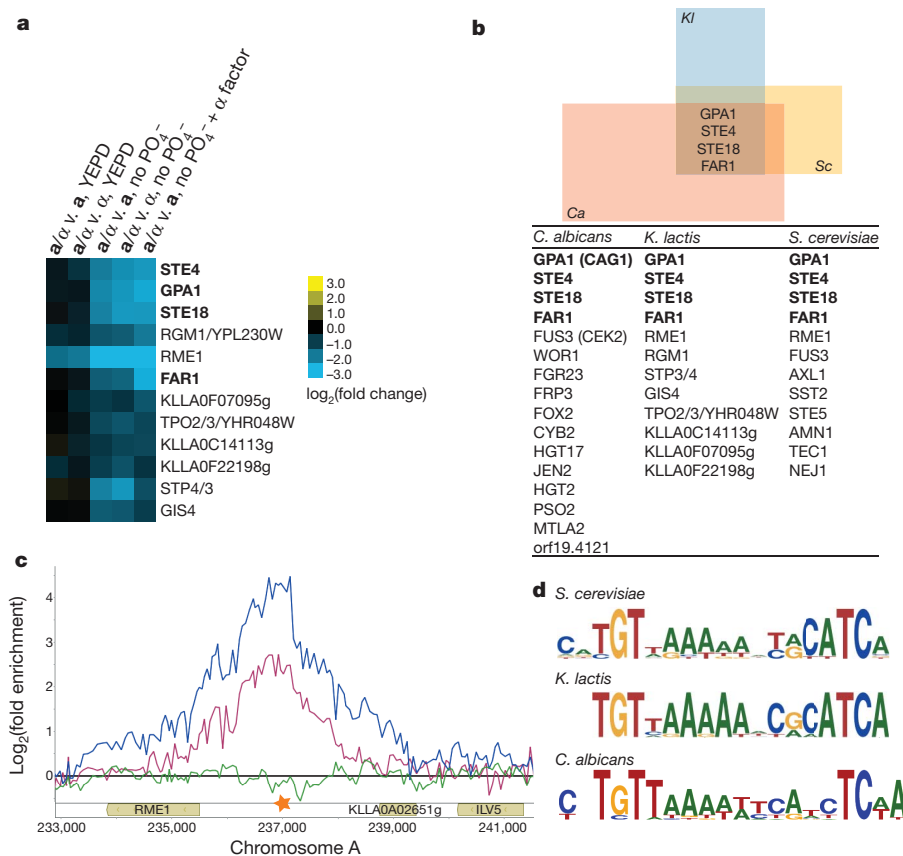 a
a/α v. a, YEPD
a/α v. α, YEPD
a/α v. a, no PO4−
a/α v. α, no PO4−
a/α v. a, no PO4− + α factor
STE4
GPA1
STE18
RGM1/YPL230W
RME1
FAR1
KLLA0F07095g
TPO2/3/YHR048W
KLLA0C14113g
KLLA0F22198g
STP4/3
GIS4
3.0
2.0
1.0
0.0
−1.0
−2.0
−3.0
log2(fold change)
b
Kl
GPA1
STE4
STE18
FAR1
Sc
Ca
C. albicans K. lactis S. cerevisiae
GPA1 (CAG1) GPA1 GPA1
STE4 STE4 STE4
STE18 STE18 STE18
FAR1 FAR1 FAR1
FUS3 (CEK2) RME1 RME1
WOR1 RGM1 FUS3
FGR23 STP3/4 AXL1
FRP3 GIS4 SST2
FOX2 TPO2/3/YHR048W STE5
CYB2 KLLA0C14113g AMN1
HGT17 KLLA0F07095g TEC1
JEN2 KLLA0F22198g NEJ1
HGT2
PSO2
MTLA2
orf19.4121
c
Log2(fold enrichment)
4
3
2
1
0
RME1 KLLA0A02651g ILV5
233,000 235,000 237,000 239,000 241,000
Chromosome A
d
S. cerevisiae
K. lactis
C. albicans